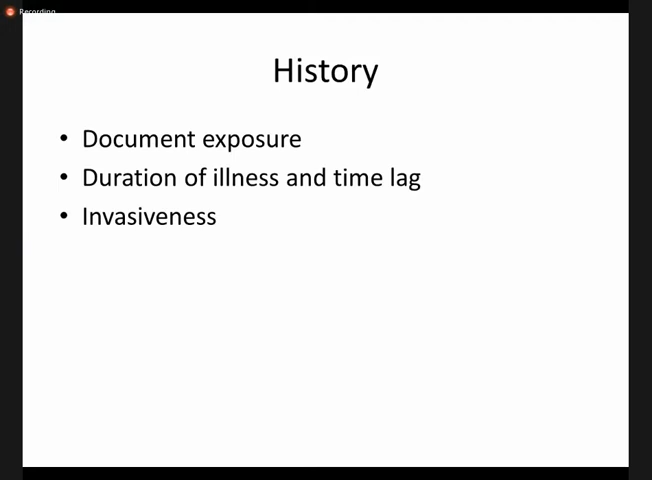 Recording
History
• Document exposure
• Duration of illness and time lag
• Invasiveness